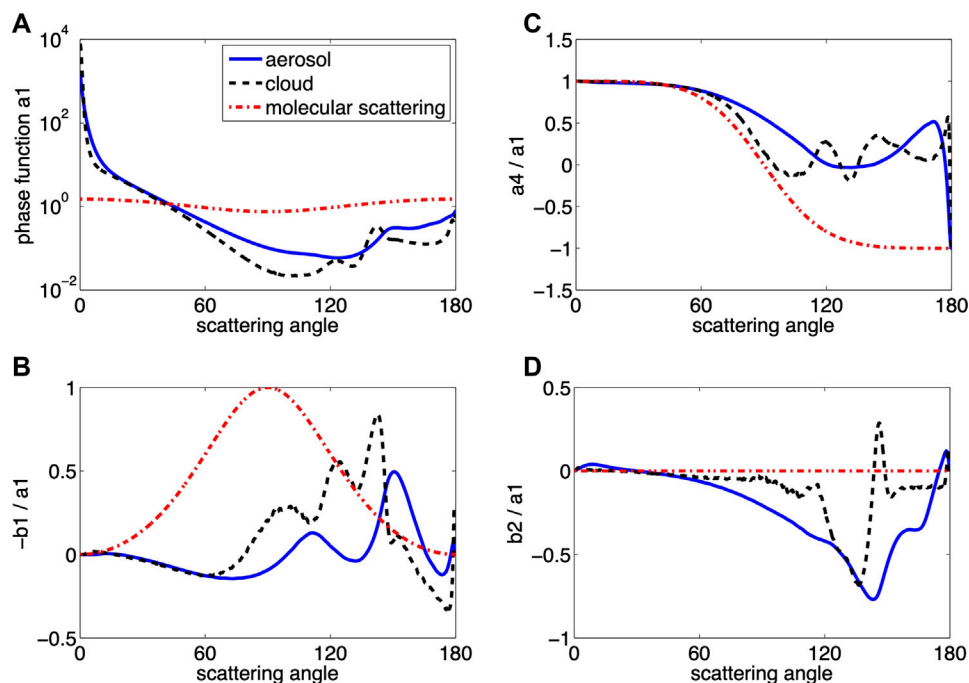 A
phase function a1
10^4
10^2
10^0
10^−2
0
60
120
180
scattering angle
aerosol
cloud
molecular scattering
C
a4 / a1
1.5
1
0.5
0
−0.5
−1
−1.5
0
60
120
180
scattering angle
B
−b1 / a1
1
0.5
0
−0.5
0
60
120
180
scattering angle
D
b2 / a1
0.5
0
−0.5
−1
0
60
120
180
scattering angle